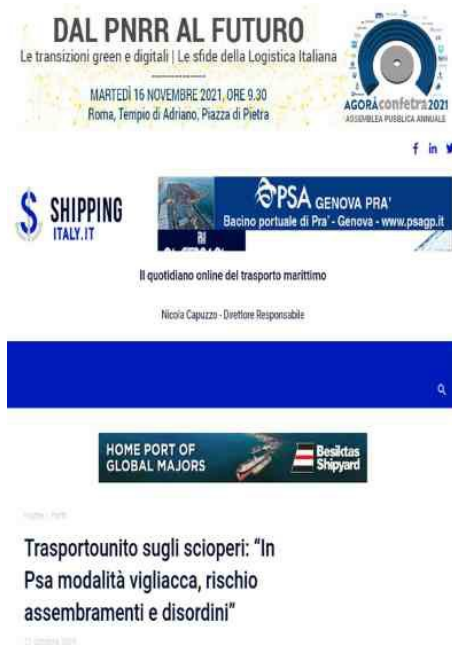 DAL PNRR AL FUTURO
Le transizioni green e digitali | Le sfide della Logistica Italiana
MARTEDÌ 16 NOVEMBRE 2021, ORE 9.30
Roma, Tempio di Adriano, Piazza di Pietra
AGORÀconfetra2021
ASSEMBLEA PUBBLICA ANNUALE
SHIPPING
ITALY.IT
PSA GENOVA PRA'
Bacino portuale di Pra' - Genova - www.psagp.it
Il quotidiano online del trasporto marittimo
Nicola Capuzzo - Direttore Responsabile
HOME PORT OF
GLOBAL MAJORS
Besiktas
Shipyard
Home
Trasportounito sugli scioperi: “In
Psa modalità vigliacca, rischio
assembramenti e disordini”